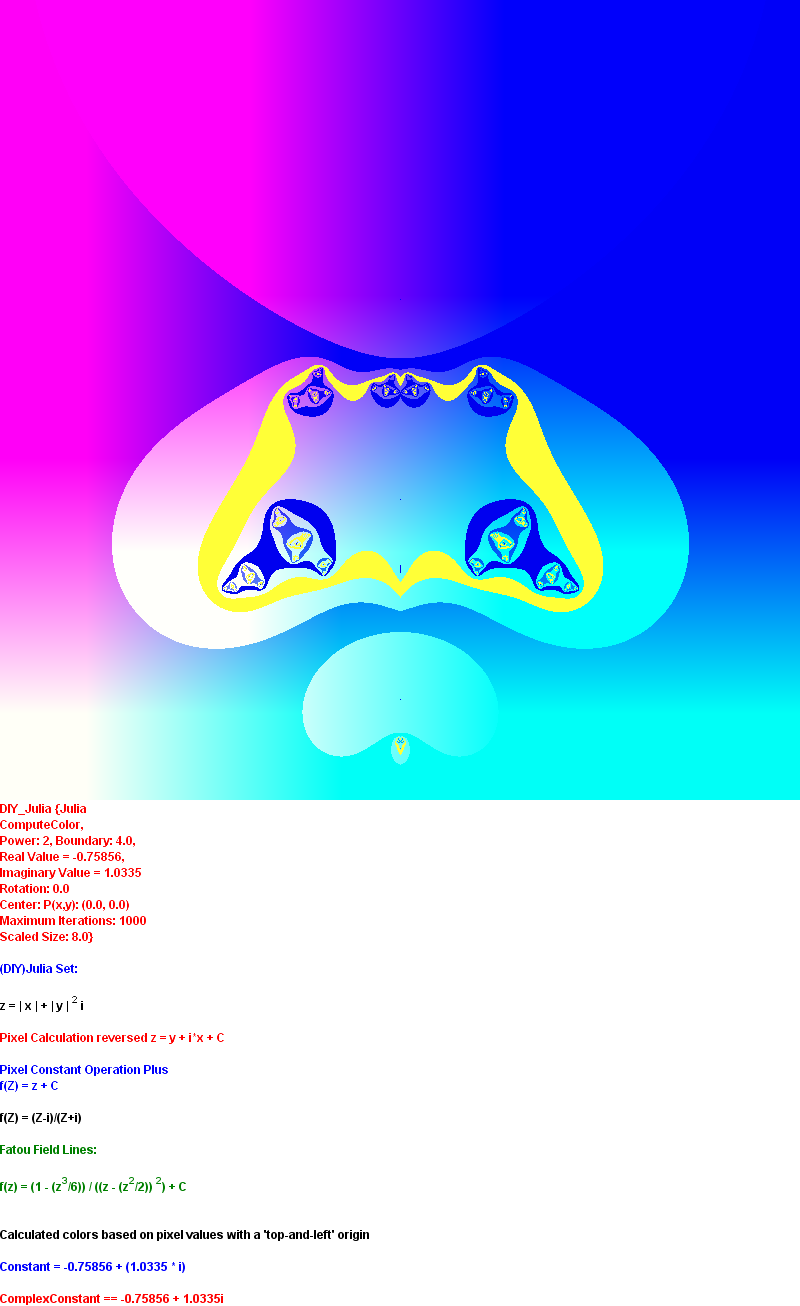 DIY_Julia {Julia
ComputeColor,
Power: 2, Boundary: 4.0,
Real Value = -0.75856,
Imaginary Value = 1.0335
Rotation: 0.0
Center: P(x,y): (0.0, 0.0)
Maximum Iterations: 1000
Scaled Size: 8.0}
(DIY)Julia Set:
z = | x | + | y | ² i
Pixel Calculation reversed z = y + i*x + C
Pixel Constant Operation Plus
f(Z) = z + C
f(Z) = (Z-i)/(Z+i)
Fatou Field Lines:
f(z) = (1 - (z³/6)) / ((z - (z²/2)) ²) + C
Calculated colors based on pixel values with a 'top-and-left' origin
Constant = -0.75856 + (1.0335 * i)
ComplexConstant == -0.75856 + 1.0335i